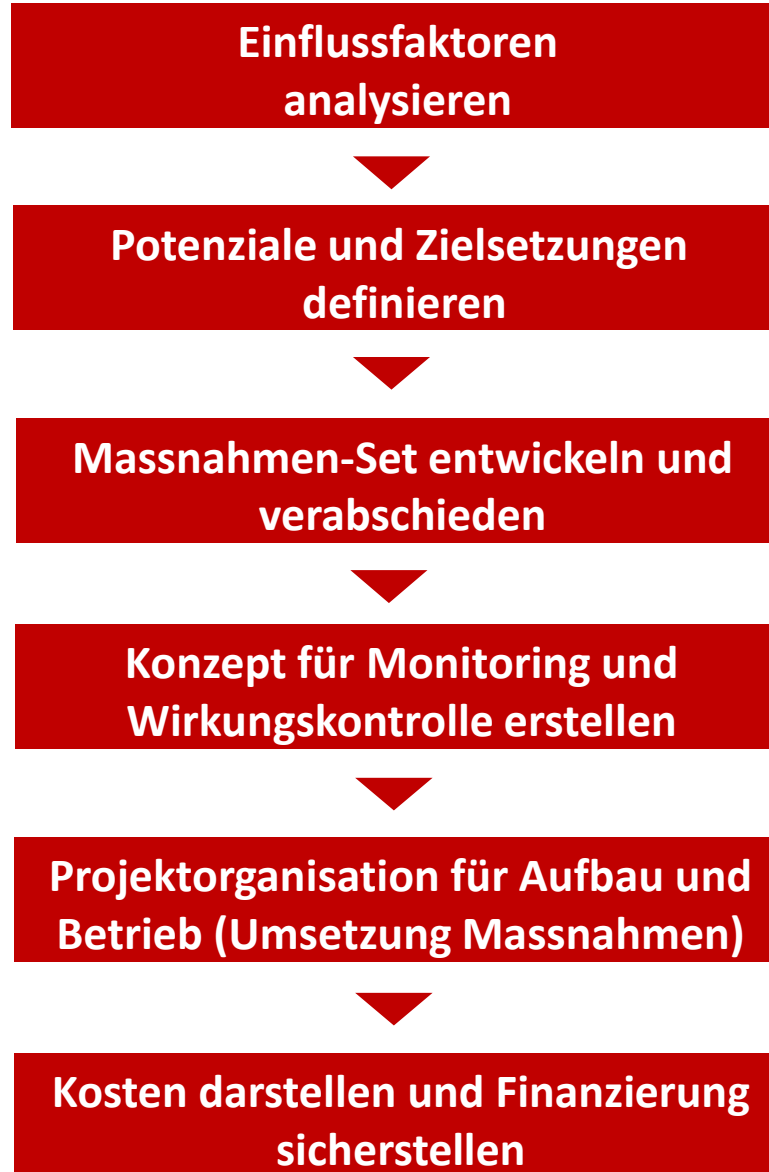 Einflussfaktoren
analysieren
Potenziale und Zielsetzungen
definieren
Massnahmen-Set entwickeln und
verabschieden
Konzept für Monitoring und
Wirkungskontrolle erstellen
Projektorganisation für Aufbau und
Betrieb (Umsetzung Massnahmen)
Kosten darstellen und Finanzierung
sicherstellen